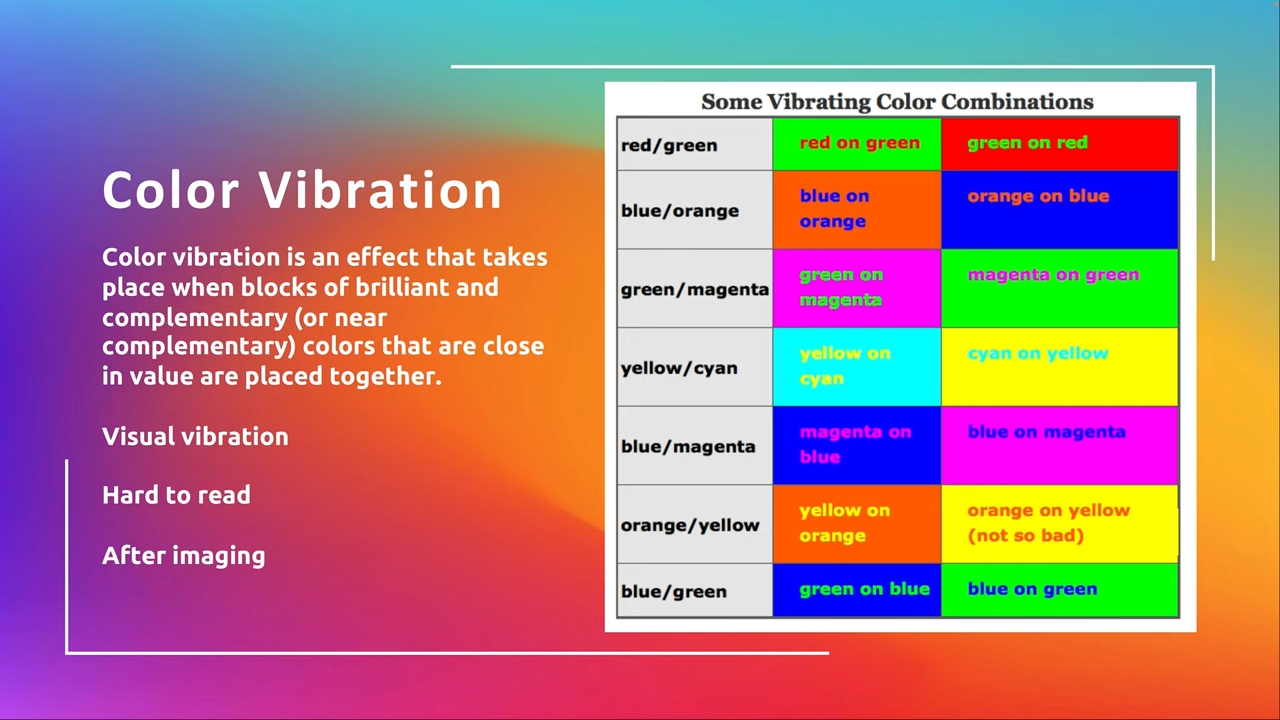 Color Vibration
Color vibration is an effect that takes
place when blocks of brilliant and
complementary (or near
complementary) colors that are close
in value are placed together.
Visual vibration
Hard to read
After imaging
Some Vibrating Color Combinations
red/green
red on green
green on red
blue/orange
blue on
orange
orange on blue
green/magenta
green on
magenta
magenta on green
yellow/cyan
yellow on
cyan
cyan on yellow
blue/magenta
magenta on
blue
blue on magenta
orange/yellow
yellow on
orange
orange on yellow
(not so bad)
blue/green
green on blue
blue on green